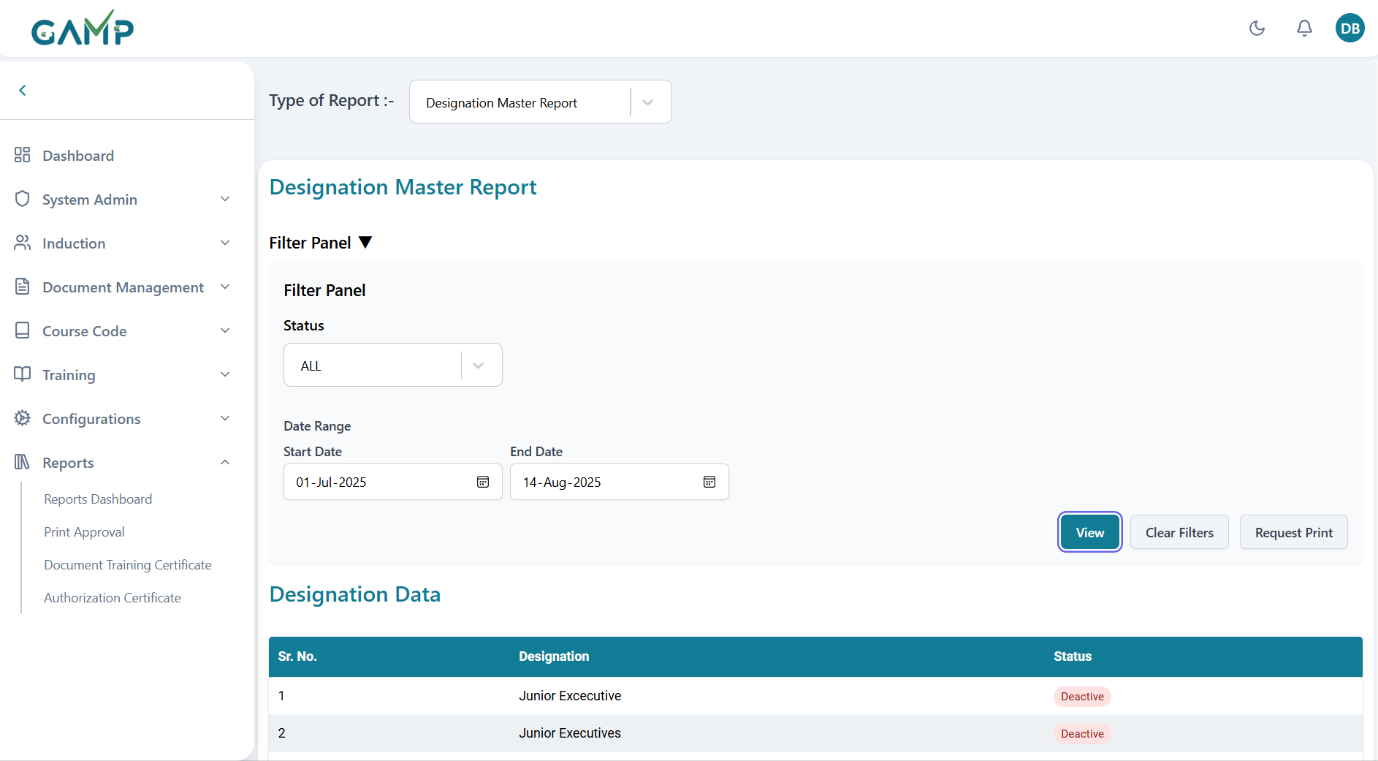 GAMP
DB
Type of Report :-
Designation Master Report
Dashboard
System Admin
Induction
Document Management
Course Code
Training
Configurations
Reports
Reports Dashboard
Print Approval
Document Training Certificate
Authorization Certificate
Designation Master Report
Filter Panel ▼
Filter Panel
Status
ALL
Date Range
Start Date End Date
01-Jul-2025 14-Aug-2025
View Clear Filters Request Print
Designation Data
Sr. No. Designation Status
1 Junior Excecutive Deactive
2 Junior Executives Deactive